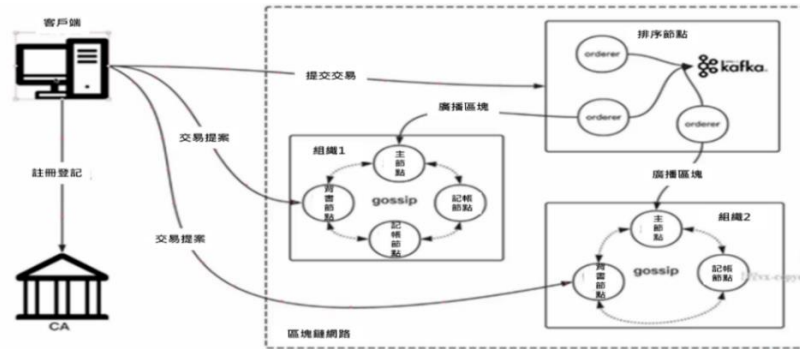 客戶端
排序節點
orderer
kafka
orderer
orderer
提交交易
廣播區塊
交易提案
組織1
主節點
背書節點
gossip
記帳節點
記帳節點
註冊登記
廣播區塊
交易提案
組織2
主節點
背書節點
gossip
記帳節點
CA
區塊鏈網路